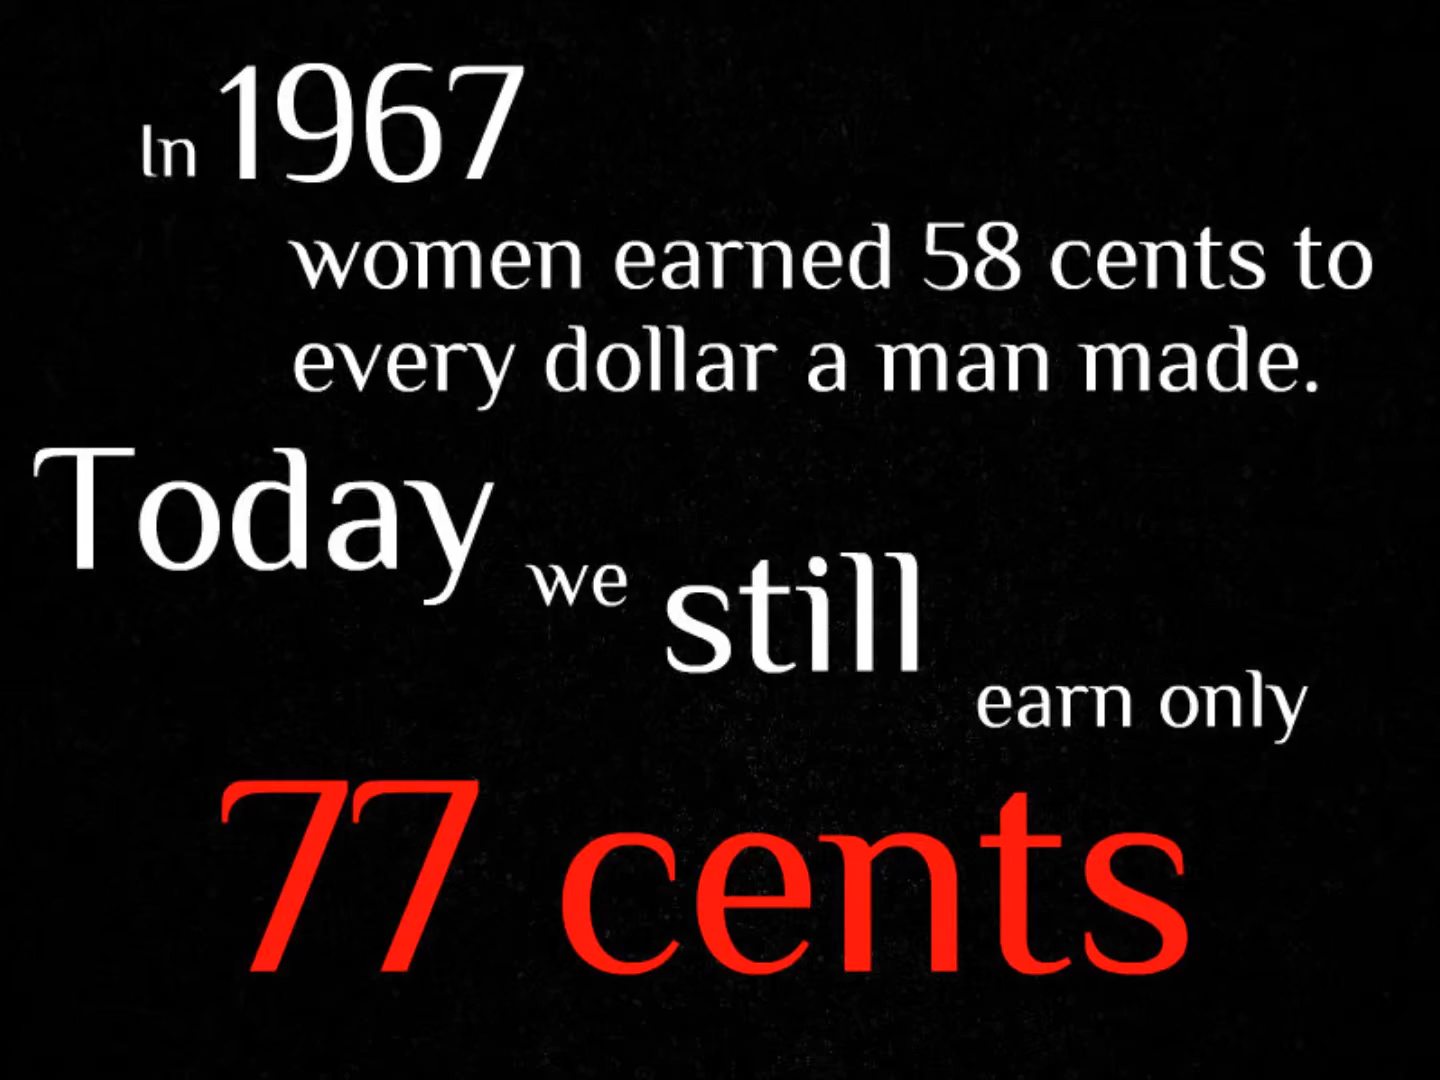 In 1967
women earned 58 cents to
every dollar a man made.
Today we still
earn only
77 cents